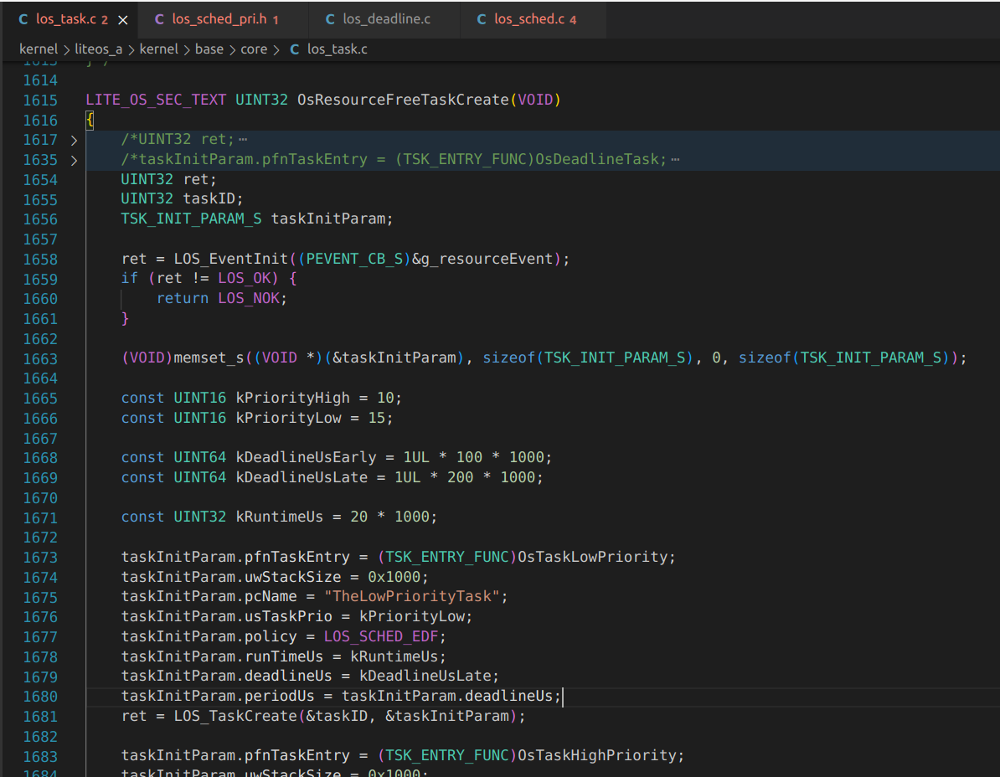 C los_task.c 2 × C los_sched_pri.h 1 C los_deadline.c C los_sched.c 4
kernel > liteos_a > kernel > base > core > C los_task.c
1614
1615 LITE_OS_SEC_TEXT UINT32 OsResourceFreeTaskCreate(VOID)
1616 {
1617 > /*UINT32 ret; ⋯
1635 > /*taskInitParam.pfnTaskEntry = (TSK_ENTRY_FUNC)OsDeadlineTask; ⋯
1654 UINT32 ret;
1655 UINT32 taskID;
1656 TSK_INIT_PARAM_S taskInitParam;
1657
1658 ret = LOS_EventInit((PEVENT_CB_S)&g_resourceEvent);
1659 if (ret != LOS_OK) {
1660 return LOS_NOK;
1661 }
1662
1663 (VOID)memset_s((VOID *)(&taskInitParam), sizeof(TSK_INIT_PARAM_S), 0, sizeof(TSK_INIT_PARAM_S));
1664
1665 const UINT16 kPriorityHigh = 10;
1666 const UINT16 kPriorityLow = 15;
1667
1668 const UINT64 kDeadlineUsEarly = 1UL * 100 * 1000;
1669 const UINT64 kDeadlineUsLate = 1UL * 200 * 1000;
1670
1671 const UINT32 kRuntimeUs = 20 * 1000;
1672
1673 taskInitParam.pfnTaskEntry = (TSK_ENTRY_FUNC)OsTaskLowPriority;
1674 taskInitParam.uwStackSize = 0x1000;
1675 taskInitParam.pcName = "TheLowPriorityTask";
1676 taskInitParam.usTaskPrio = kPriorityLow;
1677 taskInitParam.policy = LOS_SCHED_EDF;
1678 taskInitParam.runTimeUs = kRuntimeUs;
1679 taskInitParam.deadlineUs = kDeadlineUsLate;
1680 taskInitParam.periodUs = taskInitParam.deadlineUs;
1681 ret = LOS_TaskCreate(&taskID, &taskInitParam);
1682
1683 taskInitParam.pfnTaskEntry = (TSK_ENTRY_FUNC)OsTaskHighPriority;
1684 taskInitParam.uwStackSize = 0x1000;